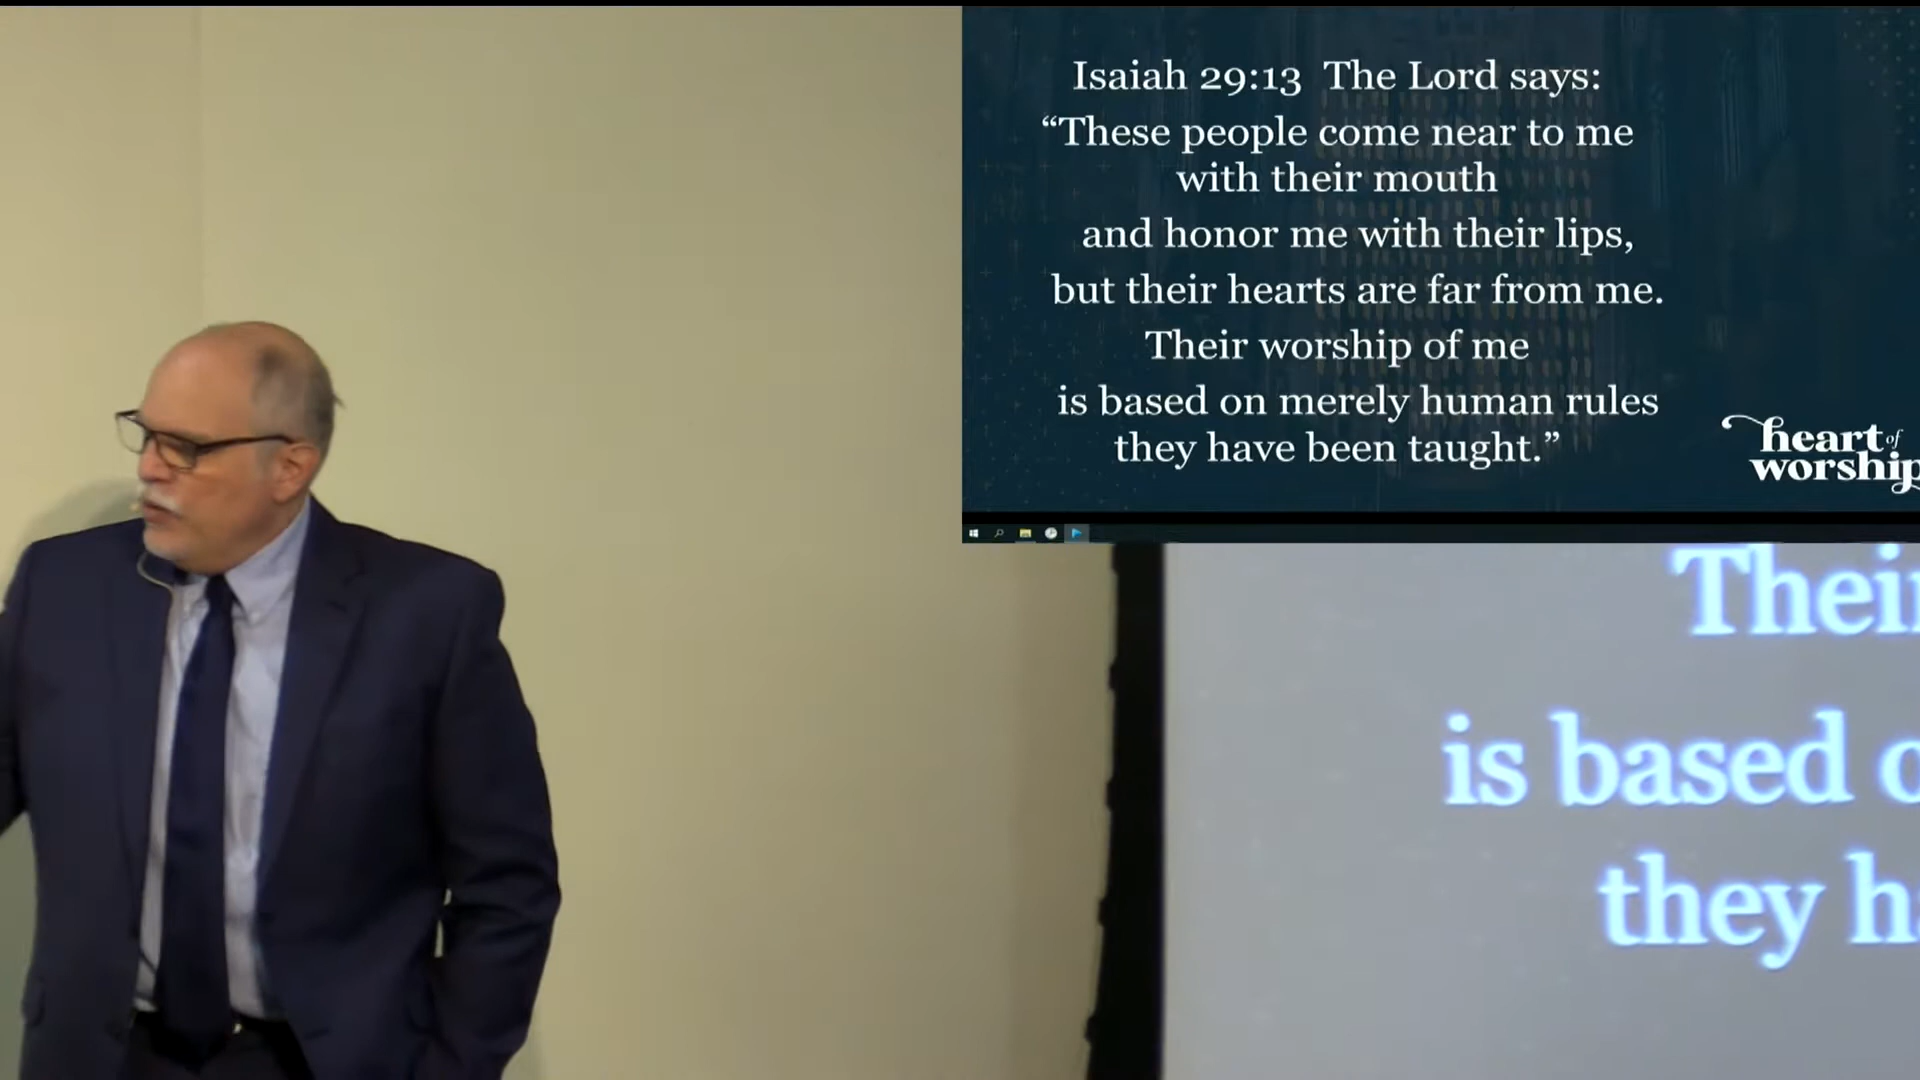 Isaiah 29:13 The Lord says:
“These people come near to me
with their mouth
and honor me with their lips,
but their hearts are far from me.
Their worship of me
is based on merely human rules
they have been taught.”
heart of
worship
Their
is based o
they ha